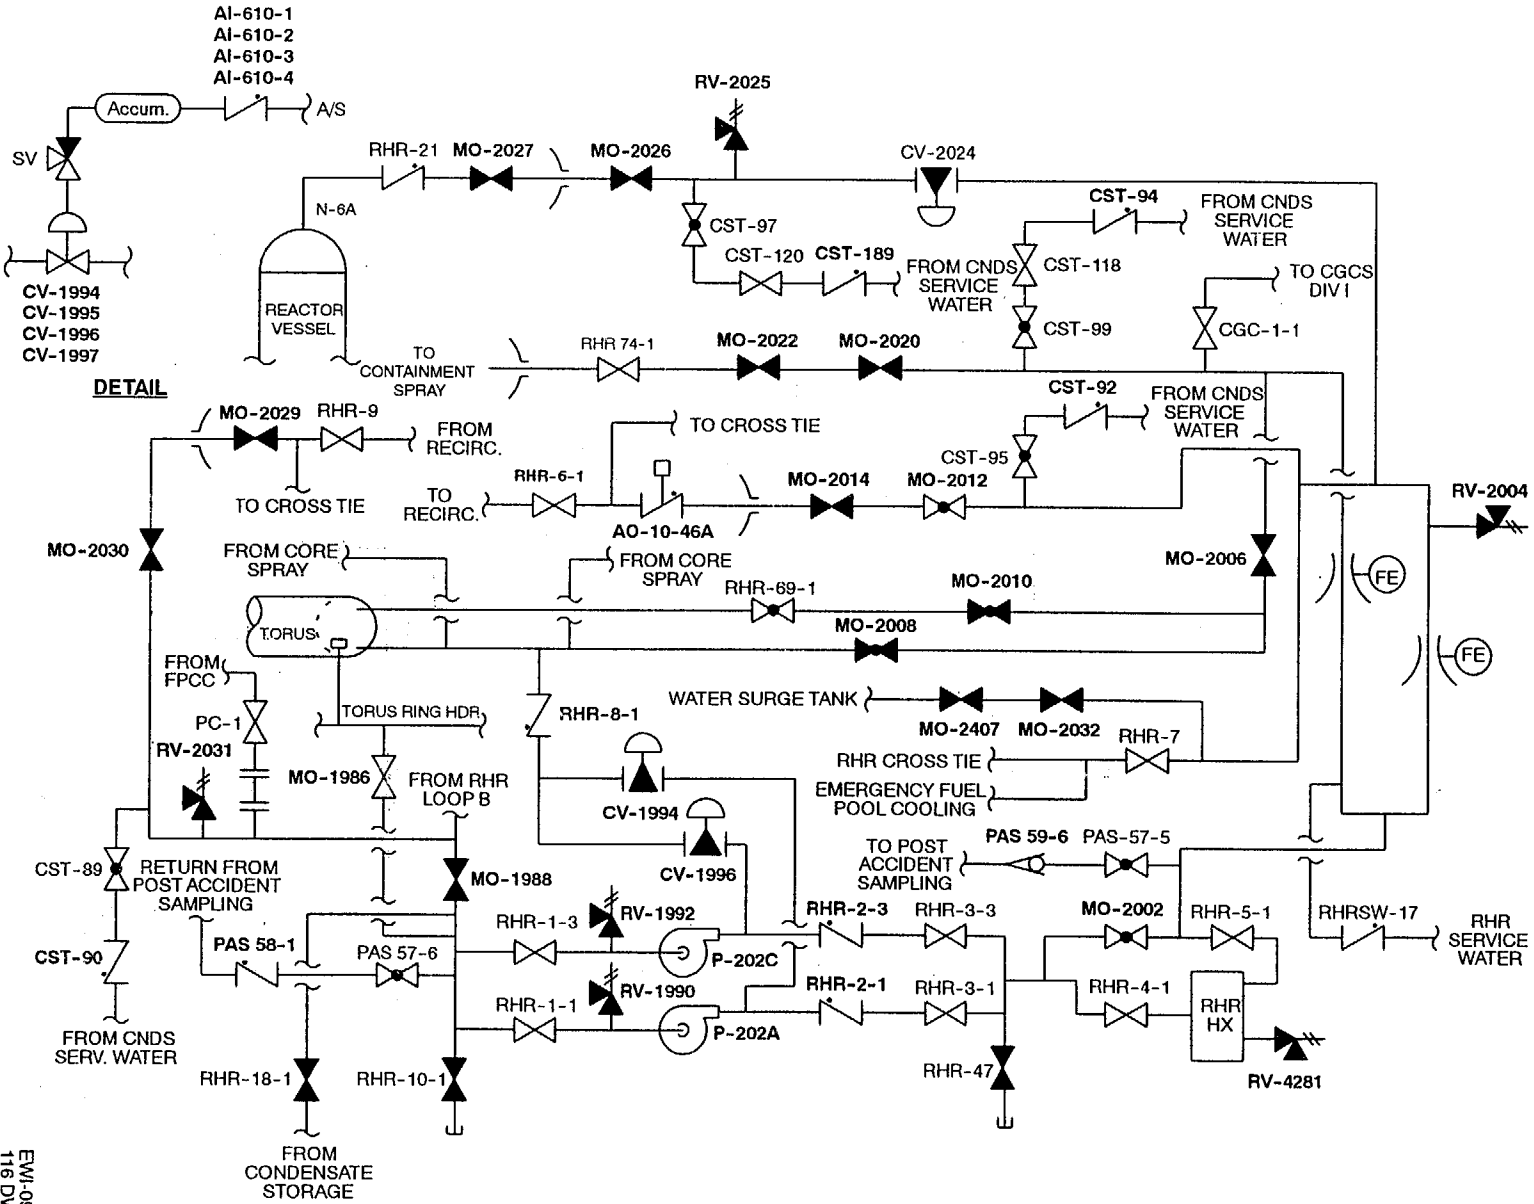 AI-610-1
AI-610-2
AI-610-3
AI-610-4
Accum.
A/S
SV
CV-1994
CV-1995
CV-1996
CV-1997
DETAIL
RV-2025
RHR-21
MO-2027
MO-2026
CV-2024
N-6A
REACTOR
VESSEL
CST-97
CST-120
CST-189
FROM CNDS
SERVICE
WATER
CST-94
FROM CNDS
SERVICE
WATER
CST-118
CST-99
TO CGCS
DIV I
CGC-1-1
TO
CONTAINMENT
SPRAY
RHR 74-1
MO-2022
MO-2020
CST-92
FROM CNDS
SERVICE
WATER
CST-95
MO-2029
RHR-9
FROM
RECIRC.
TO CROSS TIE
TO CROSS TIE
RHR-6-1
TO
RECIRC.
AO-10-46A
MO-2014
MO-2012
RV-2004
MO-2030
FROM CORE
SPRAY
FROM CORE
SPRAY
RHR-69-1
MO-2010
MO-2006
FE
TORUS
MO-2008
FE
FROM
FPCC
PC-1
RV-2031
TORUS RING HDR
RHR-8-1
WATER SURGE TANK
MO-2407
MO-2032
RHR-7
RHR CROSS TIE
EMERGENCY FUEL
POOL COOLING
MO-1986
FROM RHR
LOOP B
CV-1994
CV-1996
TO POST
ACCIDENT
SAMPLING
PAS 59-6
PAS-57-5
CST-89
RETURN FROM
POST ACCIDENT
SAMPLING
MO-1988
RHR-1-3
RV-1992
RHR-2-3
RHR-3-3
MO-2002
RHR-5-1
RHRSW-17
RHR
SERVICE
WATER
CST-90
PAS 58-1
PAS 57-6
P-202C
RHR-1-1
RV-1990
RHR-2-1
RHR-3-1
RHR-4-1
RHR
HX
P-202A
FROM CNDS
SERV. WATER
RHR-18-1
RHR-10-1
RHR-47
RV-4281
FROM
CONDENSATE
STORAGE